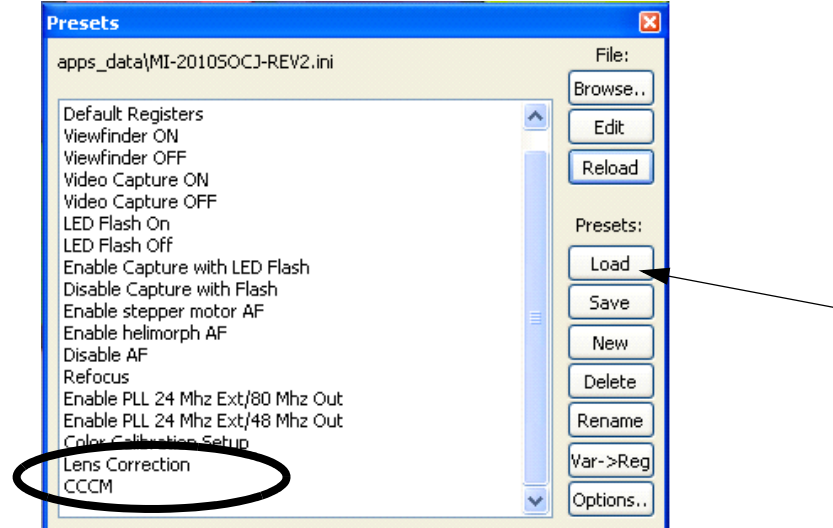 Presets
apps_data\MI-2010SOCJ-REV2.ini
File:
Browse..
Edit
Reload
Default Registers
Viewfinder ON
Viewfinder OFF
Video Capture ON
Video Capture OFF
LED Flash On
LED Flash Off
Enable Capture with LED Flash
Disable Capture with Flash
Enable stepper motor AF
Enable helimorph AF
Disable AF
Refocus
Enable PLL 24 Mhz Ext/80 Mhz Out
Enable PLL 24 Mhz Ext/48 Mhz Out
Color Calibration Setup
Lens Correction
CCCM
Presets:
Load
Save
New
Delete
Rename
Var->Reg
Options..